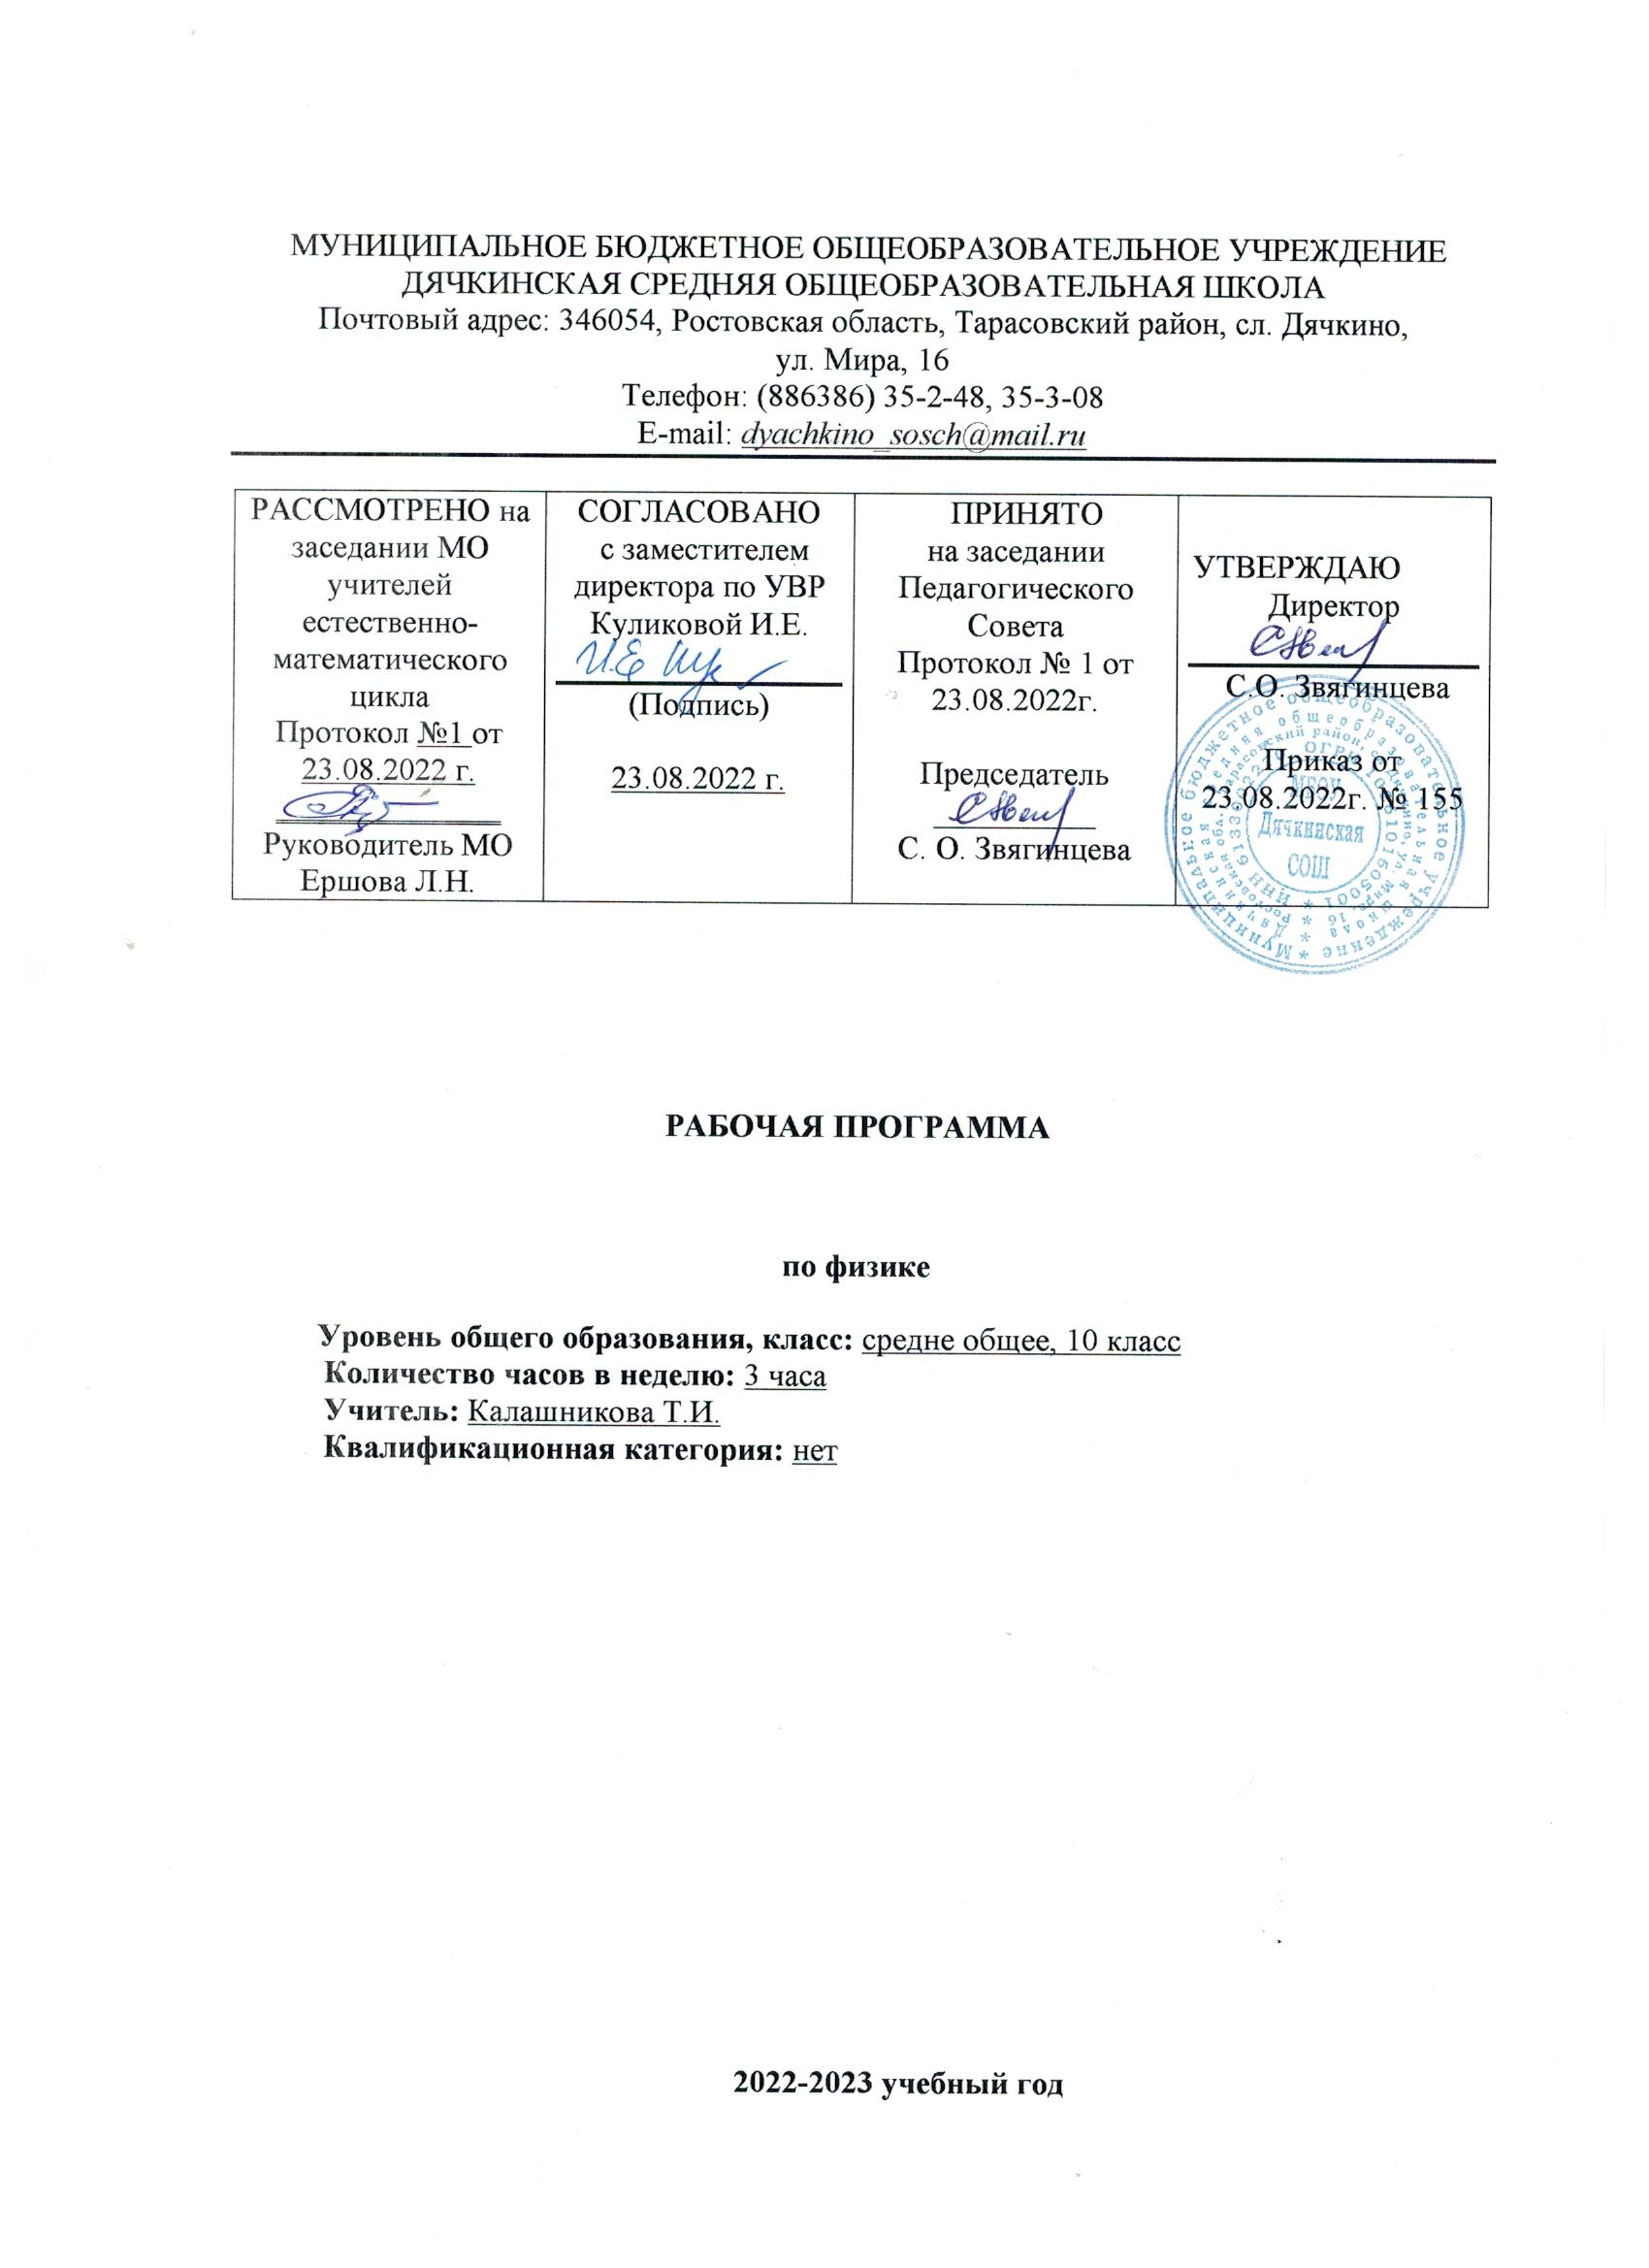 МУНИЦИПАЛЬНОЕ БЮДЖЕТНОЕ ОБЩЕОБРАЗОВАТЕЛЬНОЕ УЧРЕЖДЕНИЕ
ДЯЧКИНСКАЯ СРЕДНЯЯ ОБЩЕОБРАЗОВАТЕЛЬНАЯ ШКОЛА
Почтовый адрес: 346054, Ростовская область, Тарасовский район, сл. Дячкино,
ул. Мира, 16
Телефон: (886386) 35-2-48, 35-3-08
E-mail: dyachkino_sosch@mail.ru
РАССМОТРЕНО на
заседании МО
учителей
естественно-
математического
цикла
Протокол №1 от
23.08.2022 г.
Руководитель МО
Ершова Л.Н.
СОГЛАСОВАНО
с заместителем
директора по УВР
Куликовой И.Е.
(Подпись)
23.08.2022 г.
ПРИНЯТО
на заседании
Педагогического
Совета
Протокол № 1 от
23.08.2022г.
Председатель
С. О. Звягинцева
УТВЕРЖДАЮ
Директор
С.О. Звягинцева
Приказ от
23.08.2022г. № 155
МБОУ
Дячкинская
СОШ
РАБОЧАЯ ПРОГРАММА
по физике
Уровень общего образования, класс: средне общее, 10 класс
Количество часов в неделю: 3 часа
Учитель: Калашникова Т.И.
Квалификационная категория: нет
2022-2023 учебный год